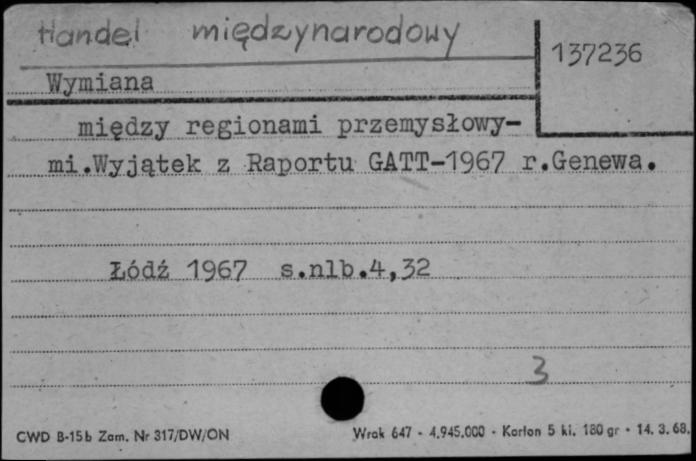 Handel międzynarodowy
137236
Wymiana
między regionami przemysłowy-
mi.Wyjątek z Raportu GATT-1967 r.Genewa.
Łódź 1967 s.nlb.4,32
3
CWD B-15b Zam. Nr 317/DW/ON Wrak 647 - 4.945.000 - Karton 5 kl. 180 gr - 14. 3. 68.